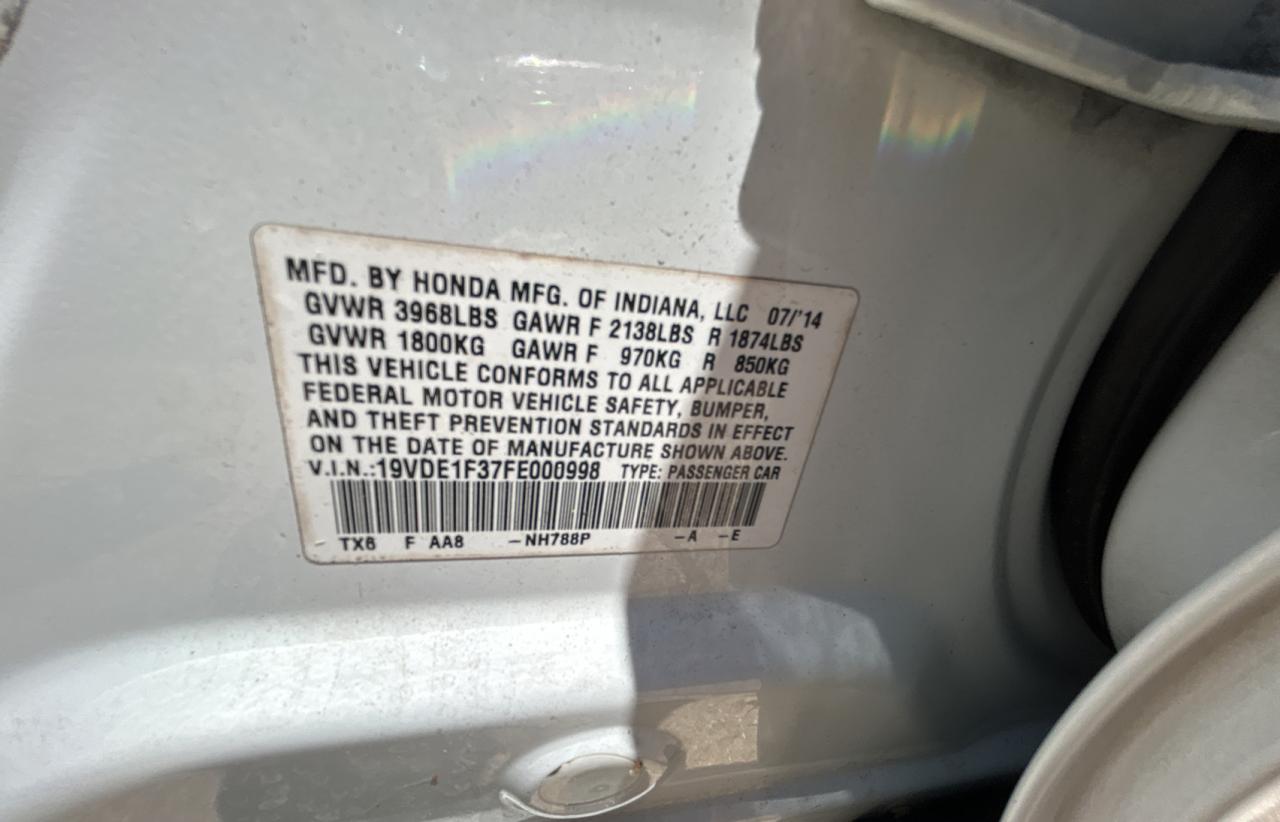 MFD. BY HONDA MFG. OF INDIANA, LLC 07/'14
GVWR 3968LBS GAWR F 2138LBS R 1874LBS
GVWR 1800KG GAWR F 970KG R 850KG
THIS VEHICLE CONFORMS TO ALL APPLICABLE
FEDERAL MOTOR VEHICLE SAFETY, BUMPER,
AND THEFT PREVENTION STANDARDS IN EFFECT
ON THE DATE OF MANUFACTURE SHOWN ABOVE.
V.I.N.:19VDE1F37FE000998 TYPE: PASSENGER CAR
TX6 F AA8 –NH788P –A –E